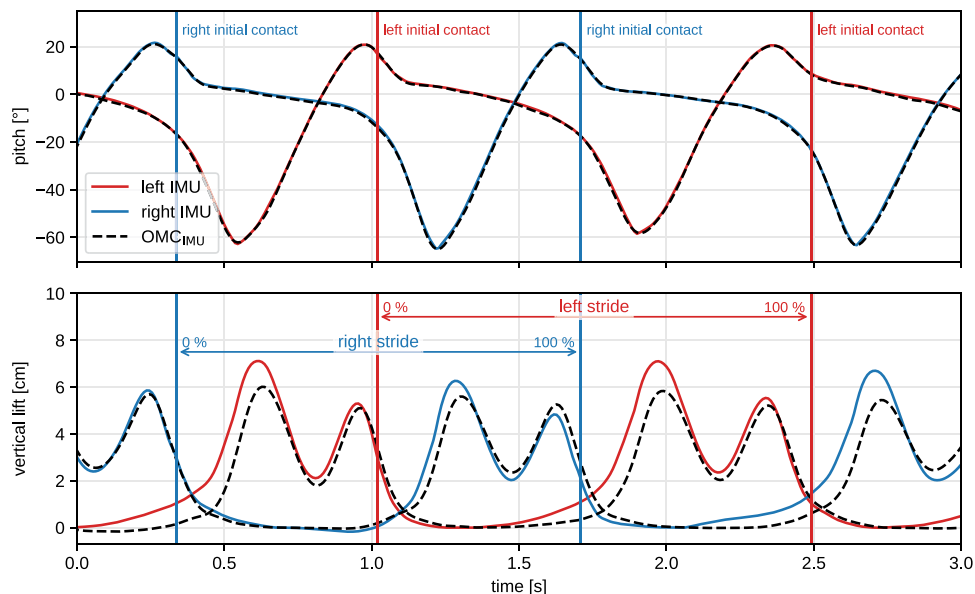 right initial contact left initial contact right initial contact left initial contact
20
0
−20
−40
−60
pitch [°]
left IMU
right IMU
OMC_IMU
10
8
6
4
2
0
vertical lift [cm]
0 % left stride 100 %
0 % right stride 100 %
0.0 0.5 1.0 1.5 2.0 2.5 3.0
time [s]